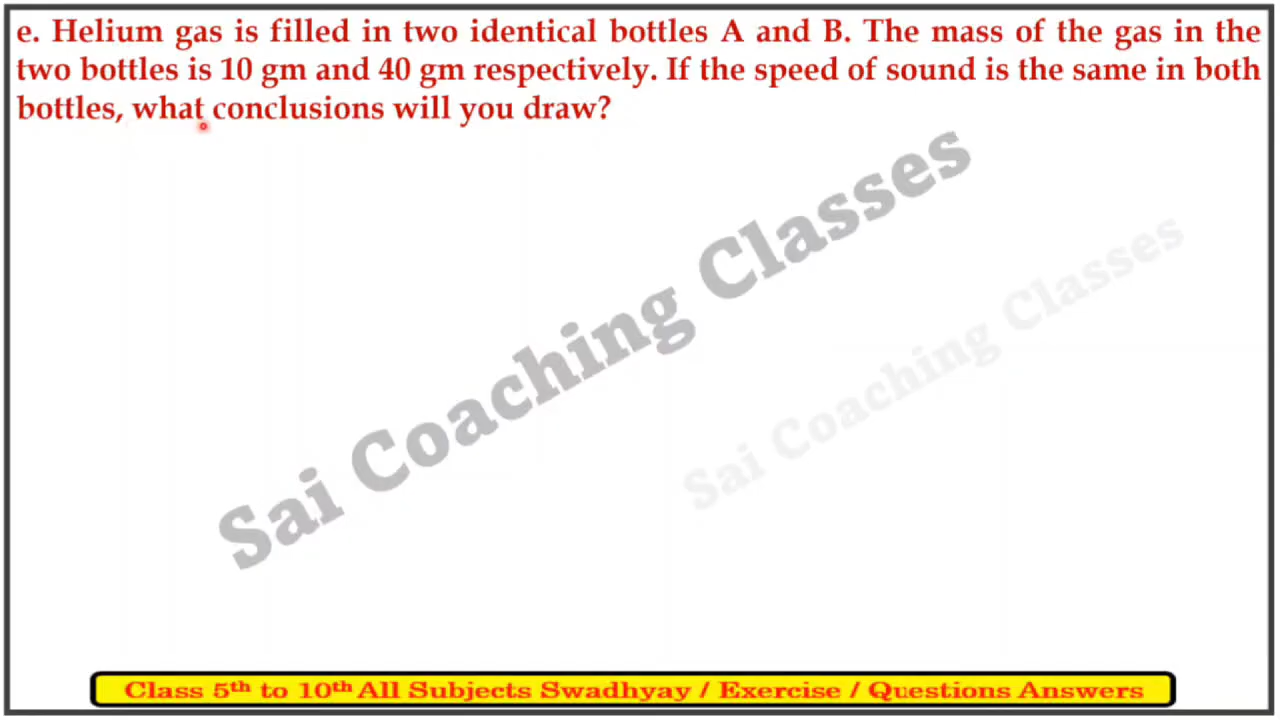 e. Helium gas is filled in two identical bottles A and B. The mass of the gas in the
two bottles is 10 gm and 40 gm respectively. If the speed of sound is the same in both
bottles, what conclusions will you draw?
Sai Coaching Classes
Sai Coaching Classes
Class 5th to 10th All Subjects Swadhyay / Exercise / Questions Answers